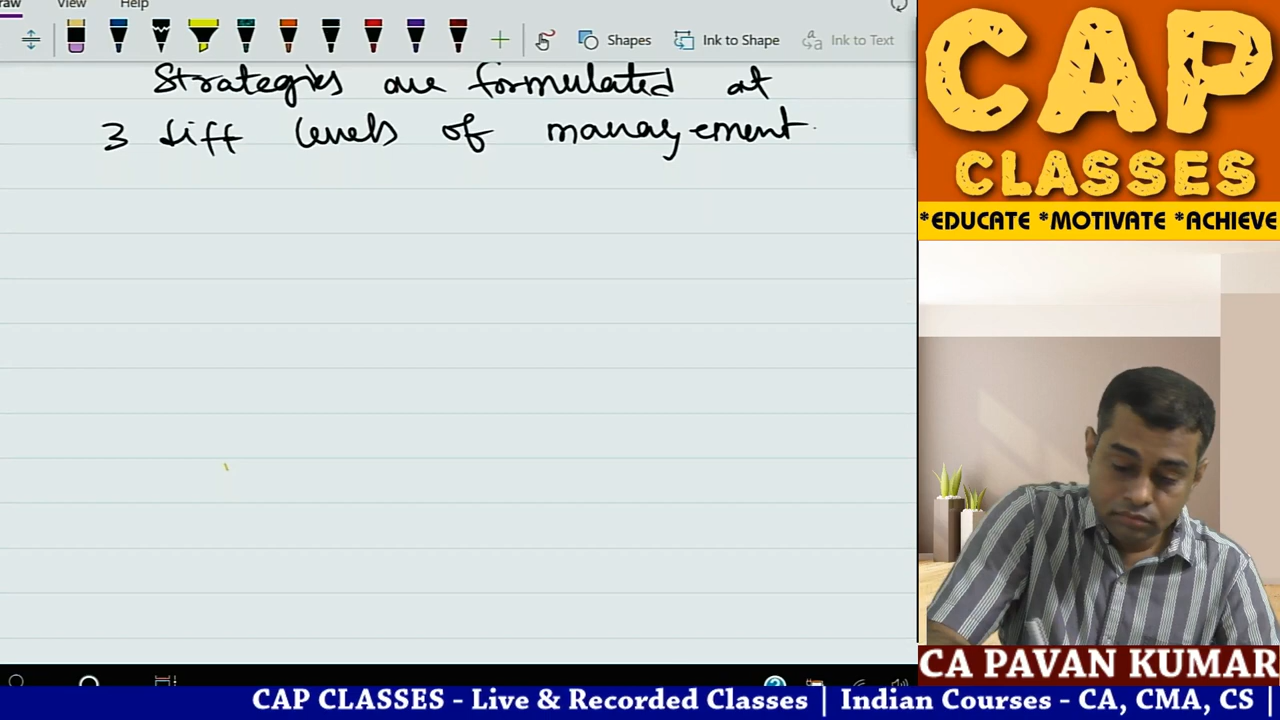 View
Help
Shapes
Ink to Shape
Ink to Text
Strategies are formulated at
3 diff levels of management.
CAP
CLASSES
*EDUCATE *MOTIVATE *ACHIEVE
CA PAVAN KUMAR
CAP CLASSES - Live & Recorded Classes | Indian Courses - CA, CMA, CS |